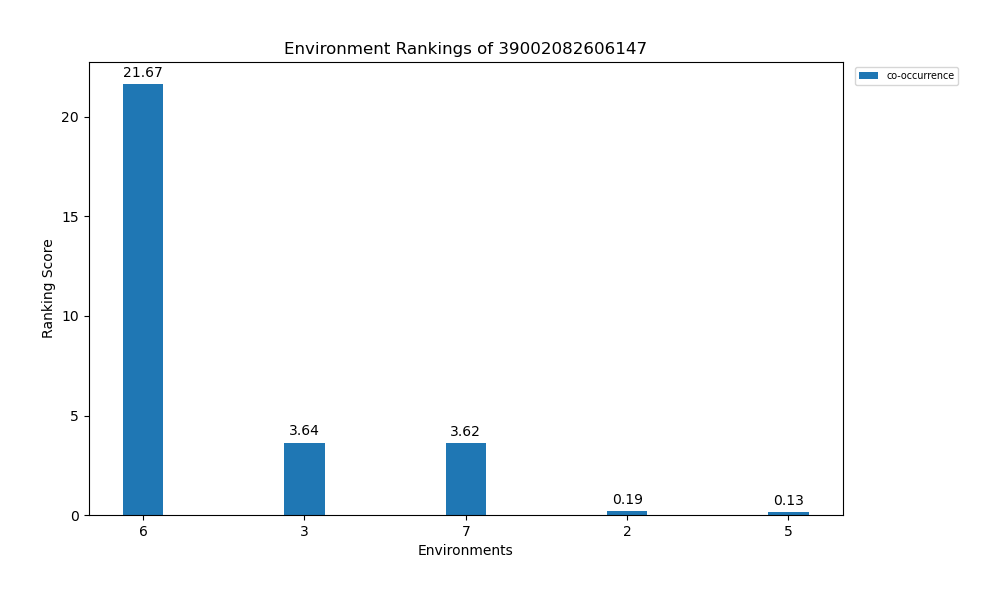 Environment Rankings of 39002082606147
co-occurrence
21.67
3.64
3.62
0.19
0.13
20
15
10
5
0
Ranking Score
6 3 7 2 5
Environments